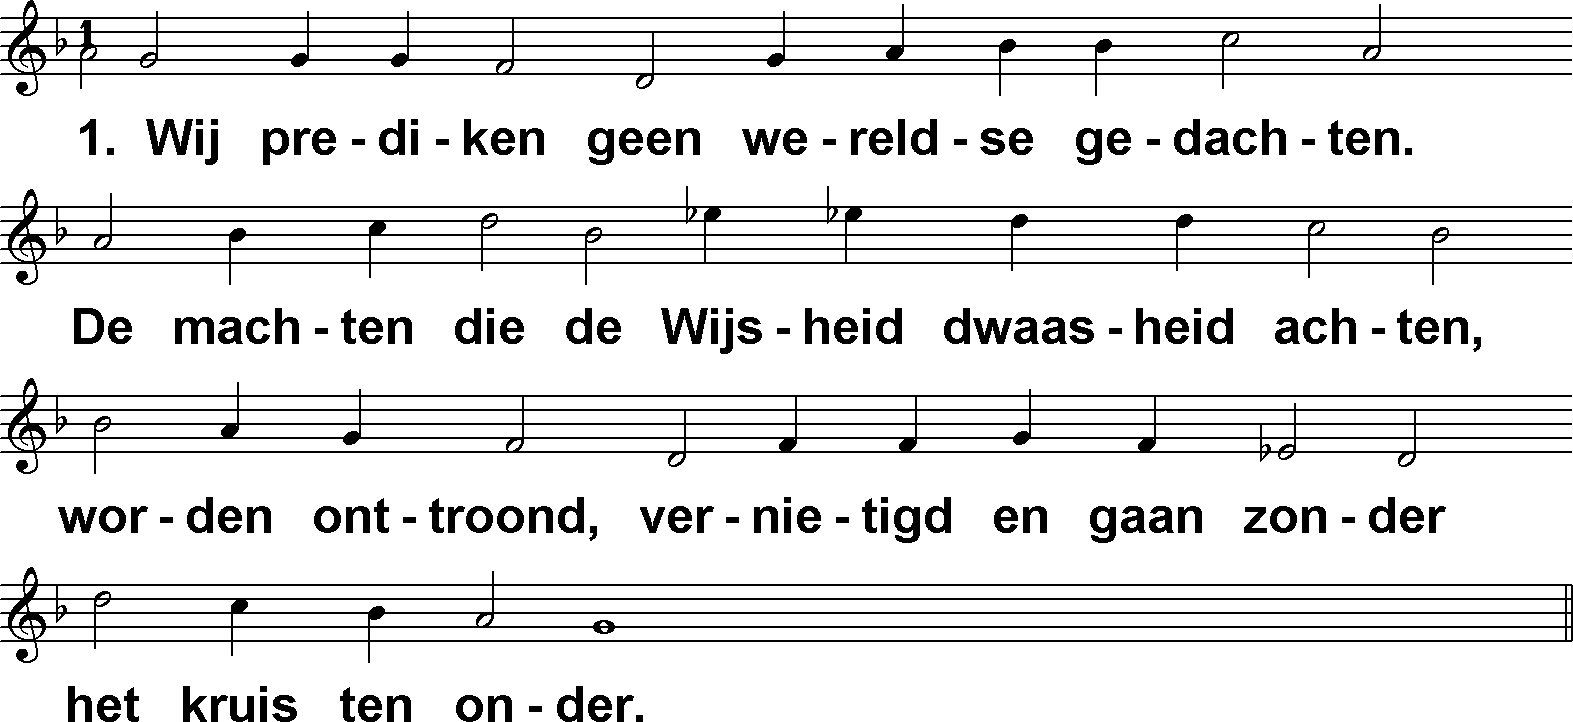 1
1. Wij pre - di - ken geen we - reld - se ge - dach - ten.
De mach - ten die de Wijs - heid dwaas - heid ach - ten,
wor - den ont - troond, ver - nie - tigd en gaan zon - der
het kruis ten on - der.